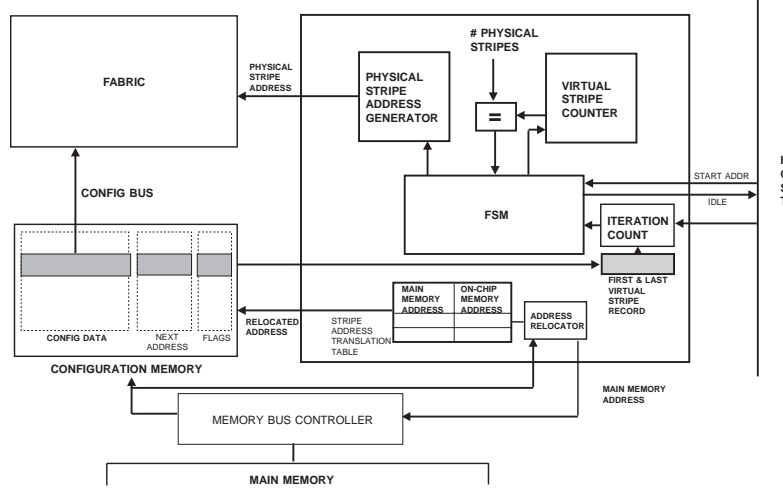 # PHYSICAL
STRIPES
FABRIC
PHYSICAL
STRIPE
ADDRESS
PHYSICAL
STRIPE
ADDRESS
GENERATOR
=
VIRTUAL
STRIPE
COUNTER
CONFIG BUS
FSM
START ADDR
IDLE
ITERATION
COUNT
FIRST & LAST
VIRTUAL
STRIPE
RECORD
CONFIG DATA
NEXT
ADDRESS
FLAGS
CONFIGURATION MEMORY
RELOCATED
ADDRESS
STRIPE
ADDRESS
TRANSLATION
TABLE
MAIN
MEMORY
ADDRESS
ON-CHIP
MEMORY
ADDRESS
ADDRESS
RELOCATOR
MAIN MEMORY
ADDRESS
MEMORY BUS CONTROLLER
MAIN MEMORY